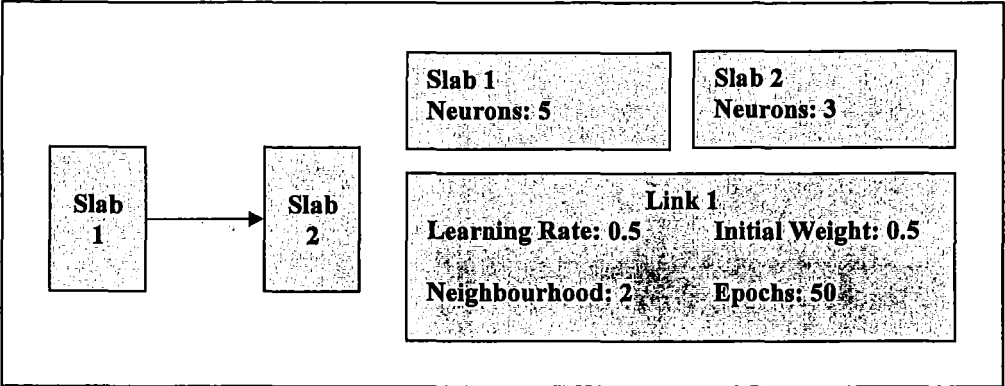 Slab
1
Slab
2
Slab 1
Neurons: 5
Slab 2
Neurons: 3
Link 1
Learning Rate: 0.5 Initial Weight: 0.5
Neighbourhood: 2 Epochs: 50